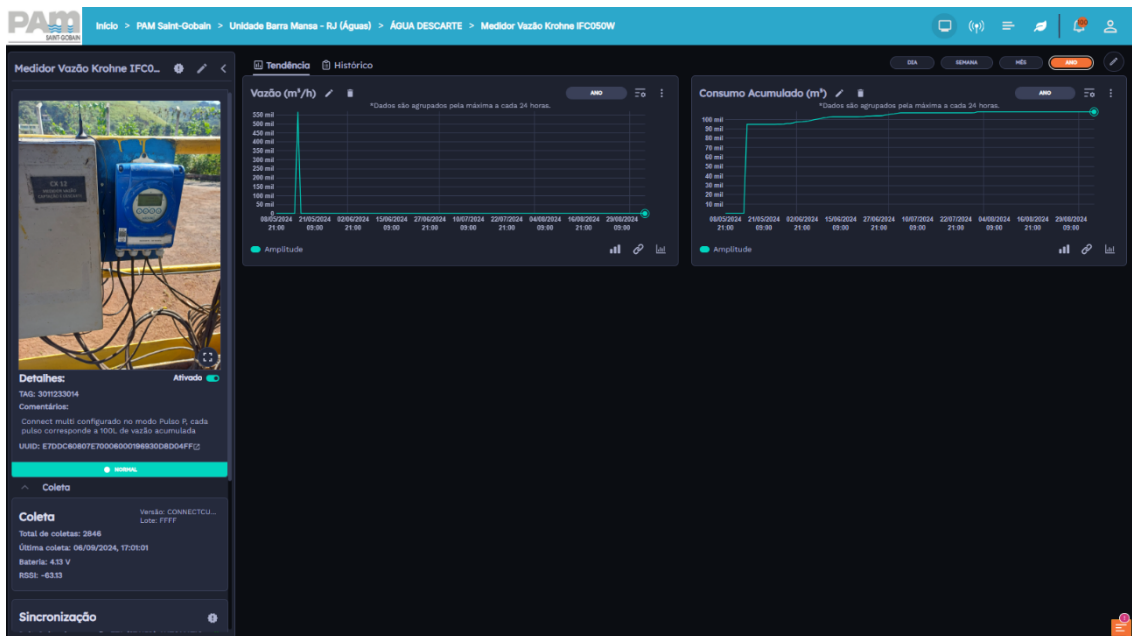 PAM
SAINT-GOBAIN
Início > PAM Saint-Gobain > Unidade Barra Mansa - RJ (Águas) > ÁGUA DESCARTE > Medidor Vazão Krohne IFC050W
Medidor Vazão Krohne IFC0...
Tendência Histórico
DIA SEMANA MÊS ANO
Vazão (m³/h) ANO
*Dados são agrupados pela máxima a cada 24 horas.
550 mil
500 mil
450 mil
400 mil
350 mil
300 mil
250 mil
200 mil
150 mil
100 mil
50 mil
0
08/05/2024 21:00
21/05/2024 09:00
02/06/2024 21:00
15/06/2024 09:00
27/06/2024 21:00
10/07/2024 09:00
22/07/2024 21:00
04/08/2024 09:00
16/08/2024 21:00
29/08/2024 09:00
Amplitude
Consumo Acumulado (m³) ANO
*Dados são agrupados pela máxima a cada 24 horas.
100 mil
90 mil
80 mil
70 mil
60 mil
50 mil
40 mil
30 mil
20 mil
10 mil
08/05/2024 21:00
21/05/2024 09:00
02/06/2024 21:00
15/06/2024 09:00
27/06/2024 21:00
10/07/2024 09:00
22/07/2024 21:00
04/08/2024 09:00
16/08/2024 21:00
29/08/2024 09:00
Amplitude
CX 12
Detalhes: Ativado
TAG: 3011233014
Comentários:
Connect multi configurado no modo Pulso P, cada
pulso corresponde a 100L de vazão acumulada
UUID: E7DDC60807E70006000196930D8D04FF
NORMAL
Coleta
Coleta
Versão: CONNECTCU...
Lote: FFFF
Total de coletas: 2846
Última coleta: 06/09/2024, 17:01:01
Bateria: 4.13 V
RSSI: -63.13
Sincronização